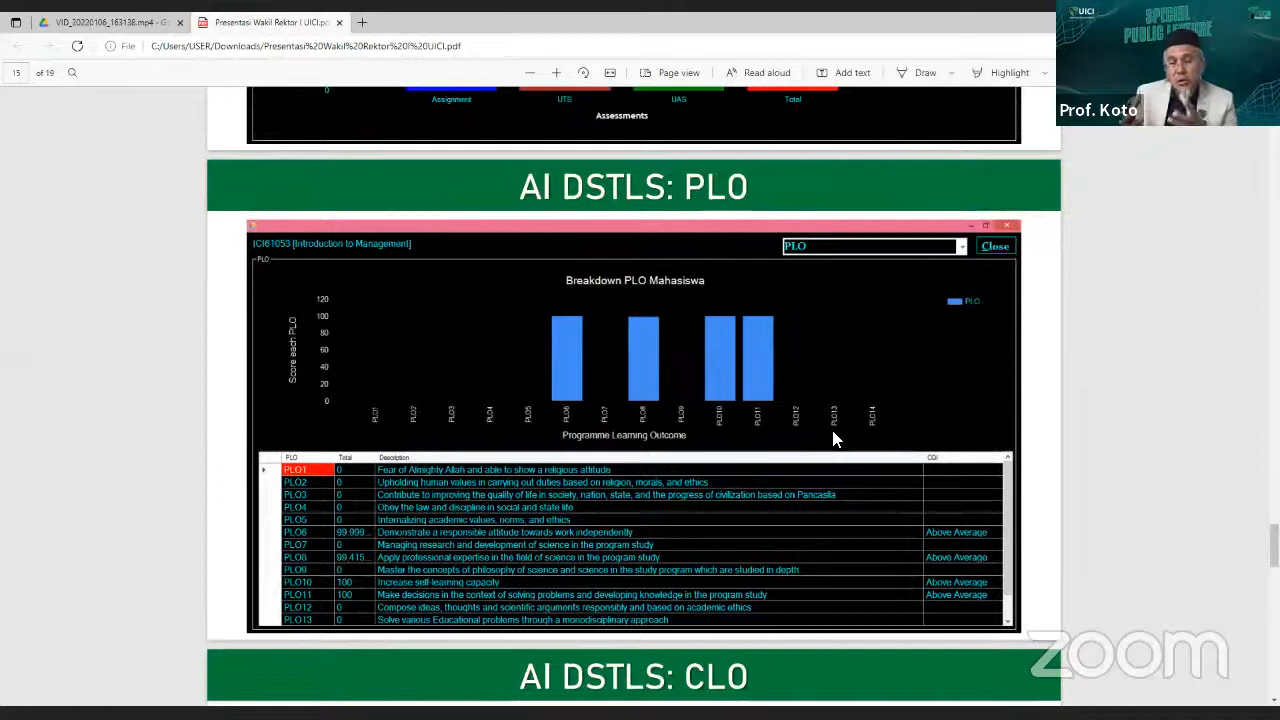 VID_20220106_163136.mp4 - Go
Presentasi Wakil Rektor I UICI.pdf
File
C:/Users/USER/Downloads/Presentasi%20Wakil%20Rektor%20I%20UICI.pdf
15 of 19
Page view
Read aloud
Add text
Draw
Highlight
UICI
SPECIAL
PUBLIC LECTURE
Prof. Koto
0
Assignment UTS UAS Total
Assessments
AI DSTLS: PLO
ICI61053 [Introduction to Management]
PLO
Close
PLO
Breakdown PLO Mahasiswa
PLO
Score each PLO
120
100
80
60
40
20
0
PLO1 PLO2 PLO3 PLO4 PLO5 PLO6 PLO7 PLO8 PLO9 PLO10 PLO11 PLO12 PLO13 PLO14
Programme Learning Outcome
PLO Total Description CQI
PLO1 0 Fear of Almighty Allah and able to show a religious attitude
PLO2 0 Upholding human values in carrying out duties based on religion, morals, and ethics
PLO3 0 Contribute to improving the quality of life in society, nation, state, and the progress of civilization based on Pancasila
PLO4 0 Obey the law and discipline in social and state life
PLO5 0 Internalizing academic values, norms, and ethics
PLO6 99.999... Demonstrate a responsible attitude towards work independently Above Average
PLO7 0 Managing research and development of science in the program study
PLO8 99.415... Apply professional expertise in the field of science in the program study Above Average
PLO9 0 Master the concepts of philosophy of science and science in the study program which are studied in depth
PLO10 100 Increase self-learning capacity Above Average
PLO11 100 Make decisions in the context of solving problems and developing knowledge in the program study Above Average
PLO12 0 Compose ideas, thoughts and scientific arguments responsibly and based on academic ethics
PLO13 0 Solve various Educational problems through a monodisciplinary approach
zoom
AI DSTLS: CLO